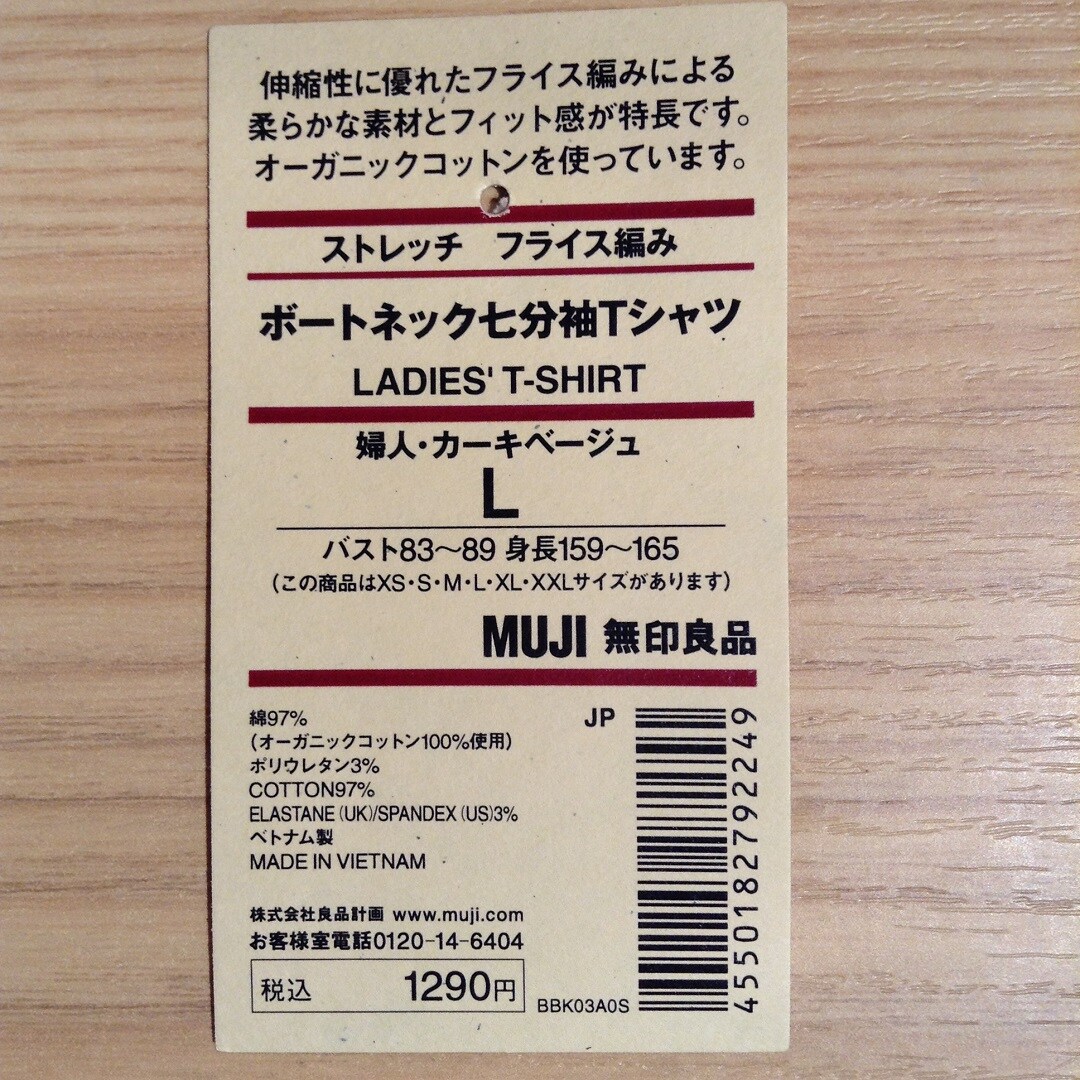 伸縮性に優れたフライス編みによる
柔らかな素材とフィット感が特長です。
オーガニックコットンを使っています。
ストレッチ　フライス編み
ボートネック七分袖Tシャツ
LADIES' T-SHIRT
婦人・カーキベージュ
L
バスト83〜89 身長159〜165
(この商品はXS・S・M・L・XL・XXLサイズがあります)
MUJI 無印良品
綿97%
(オーガニックコットン100%使用)
ポリウレタン3%
COTTON97%
ELASTANE (UK)/SPANDEX (US)3%
ベトナム製
MADE IN VIETNAM
株式会社良品計画 www.muji.com
お客様室電話0120-14-6404
税込 1290円
BBK03A0S
JP
4550182792249